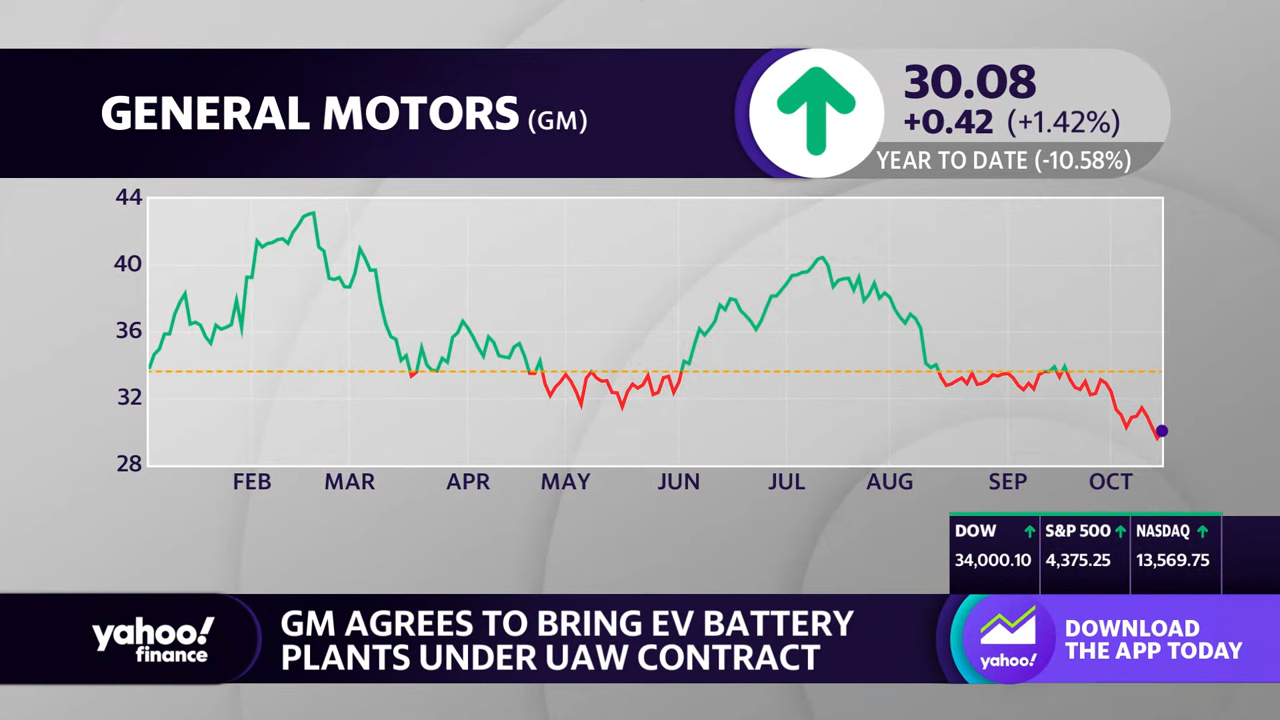 GENERAL MOTORS (GM)
30.08
+0.42 (+1.42%)
YEAR TO DATE (-10.58%)
44
40
36
32
28
FEB MAR APR MAY JUN JUL AUG SEP OCT
DOW S&P 500 NASDAQ
34,000.10 4,375.25 13,569.75
yahoo!
finance
GM AGREES TO BRING EV BATTERY
PLANTS UNDER UAW CONTRACT
yahoo!
DOWNLOAD
THE APP TODAY